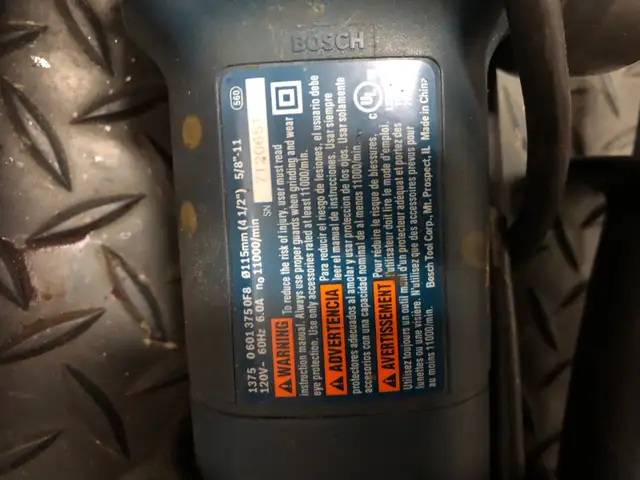 BOSCH
1375 0 601 375 0F8 Ø115mm (4 1/2") 5/8"-11
560
120V~ 60Hz 6.0A no 11000/min SN
WARNING To reduce the risk of injury, user must read
instruction manual. Always use proper guards when grinding and wear
eye protection. Use only accessories rated at least 11000/min.
ADVERTENCIA Para reducir el riesgo de lesiones, el usuario debe
leer el manual de instrucciones. Usar siempre
protectores adecuados al amolar y usar protección de los ojos. Usar solamente
accesorios con una capacidad nominal de al menos 11000/min.
AVERTISSEMENT Pour réduire le risque de blessures,
l'utilisateur doit lire le mode d'emploi.
Utilisez toujours un outil muni d'un protecteur adéquat et portez des
lunettes ou une visière. N'utilisez que des accessoires prévus pour
au moins 11000/min.
Bosch Tool Corp., Mt. Prospect, IL Made in China